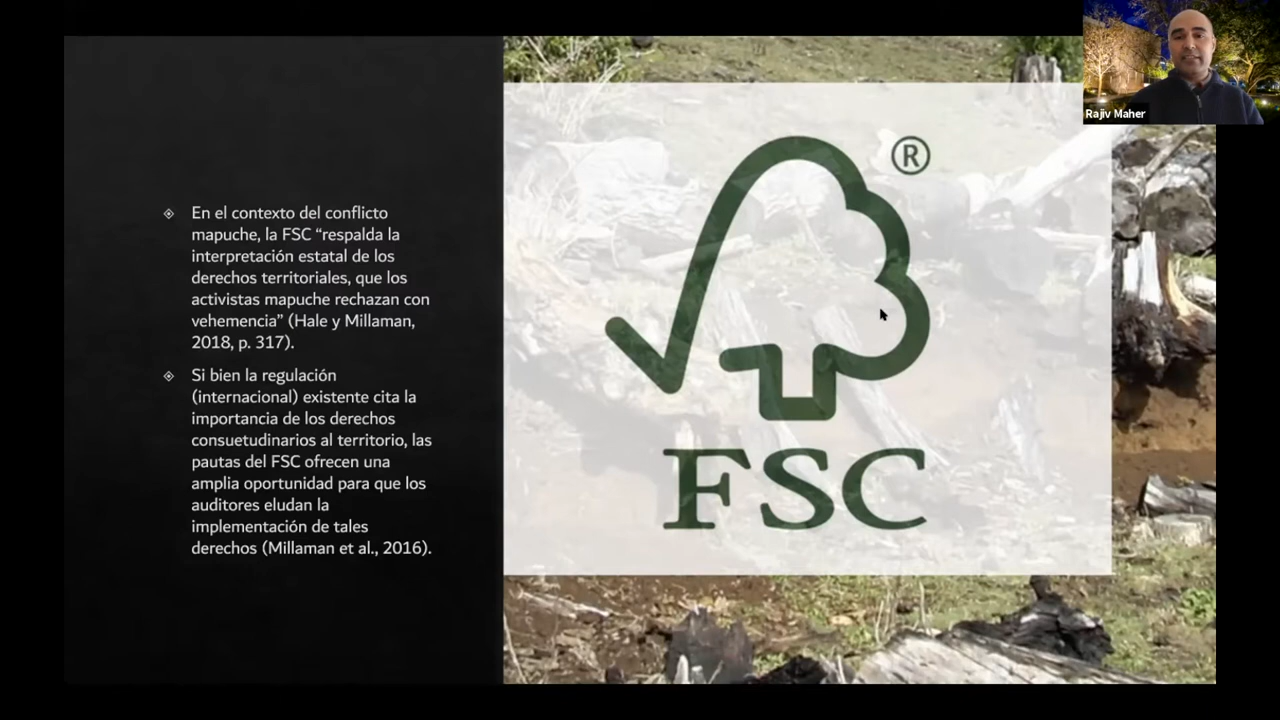 En el contexto del conflicto
mapuche, la FSC “respalda la
interpretación estatal de los
derechos territoriales, que los
activistas mapuche rechazan con
vehemencia” (Hale y Millaman,
2018, p. 317).
Si bien la regulación
(internacional) existente cita la
importancia de los derechos
consuetudinarios al territorio, las
pautas del FSC ofrecen una
amplia oportunidad para que los
auditores eludan la
implementación de tales
derechos (Millaman et al., 2016).
®
FSC
Rajiv Maher